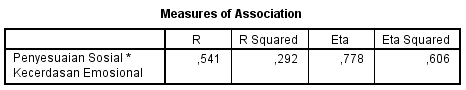 Measures of Association
R R Squared Eta Eta Squared
Penyesuaian Sosial * ,541 ,292 ,778 ,606
Kecerdasan Emosional